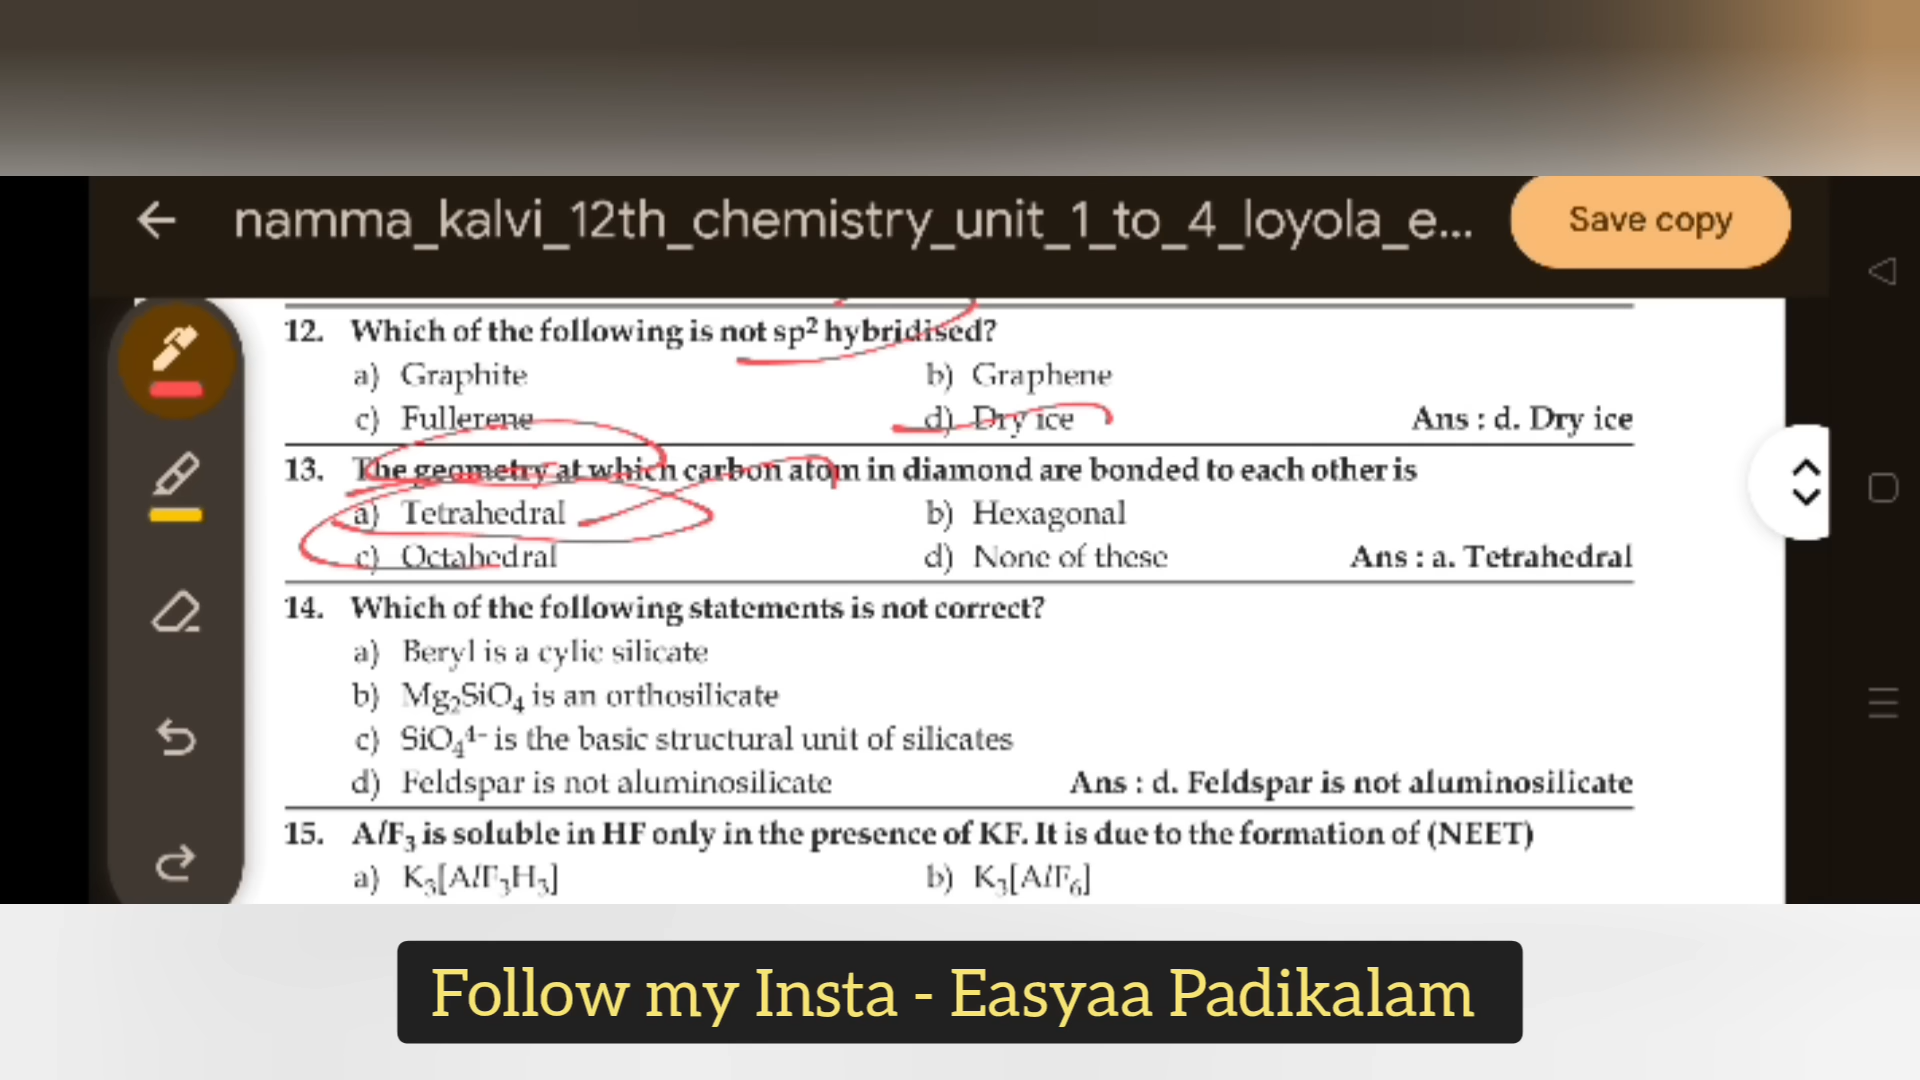 namma_kalvi_12th_chemistry_unit_1_to_4_loyola_e...
Save copy
12. Which of the following is not sp² hybridised?
a) Graphite b) Graphene
c) Fullerene d) Dry ice Ans : d. Dry ice
13. The geometry at which carbon atom in diamond are bonded to each other is
a) Tetrahedral b) Hexagonal
c) Octahedral d) None of these Ans : a. Tetrahedral
14. Which of the following statements is not correct?
a) Beryl is a cylic silicate
b) Mg₂SiO₄ is an orthosilicate
c) SiO₄⁴⁻ is the basic structural unit of silicates
d) Feldspar is not aluminosilicate Ans : d. Feldspar is not aluminosilicate
15. AlF₃ is soluble in HF only in the presence of KF. It is due to the formation of (NEET)
a) K₃[AlF₃H₃] b) K₃[AlF₆]
Follow my Insta - Easyaa Padikalam